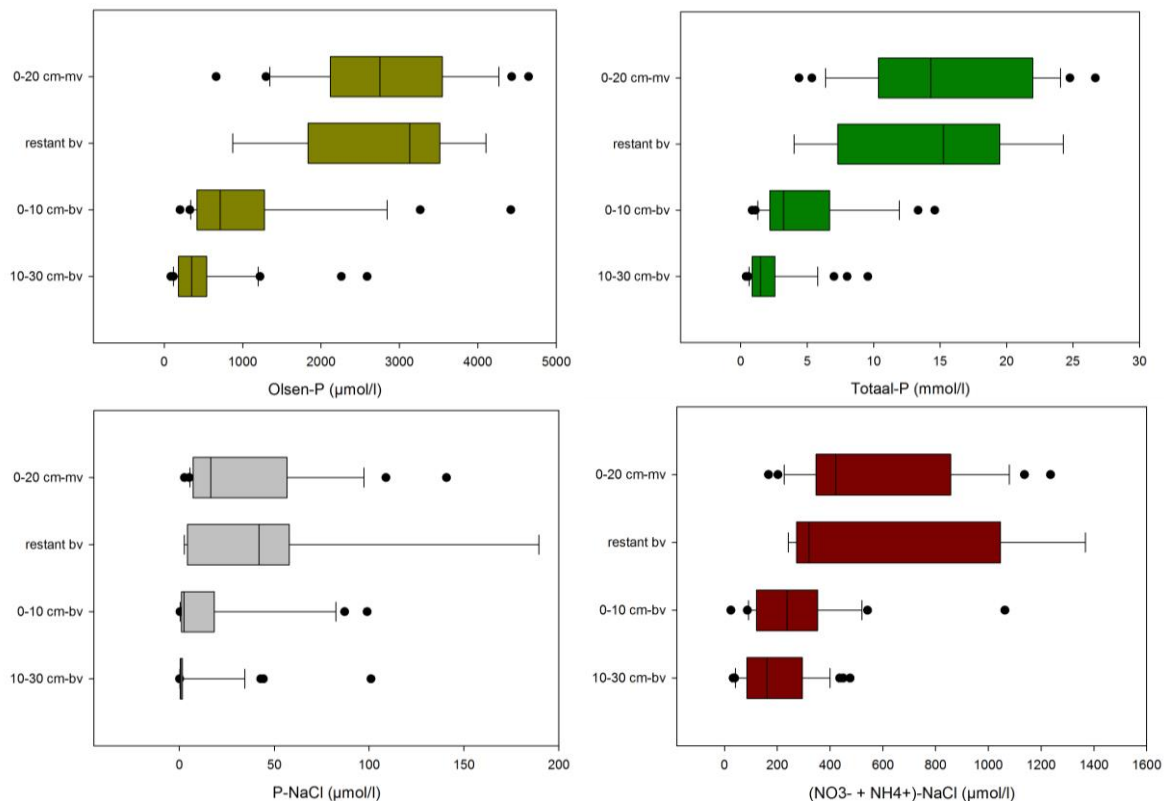 0-20 cm-mv
restant bv
0-10 cm-bv
10-30 cm-bv
0 1000 2000 3000 4000 5000
Olsen-P (µmol/l)
0-20 cm-mv
restant bv
0-10 cm-bv
10-30 cm-bv
0 5 10 15 20 25 30
Totaal-P (mmol/l)
0-20 cm-mv
restant bv
0-10 cm-bv
10-30 cm-bv
0 50 100 150 200
P-NaCl (µmol/l)
0-20 cm-mv
restant bv
0-10 cm-bv
10-30 cm-bv
0 200 400 600 800 1000 1200 1400 1600
(NO3- + NH4+)-NaCl (µmol/l)